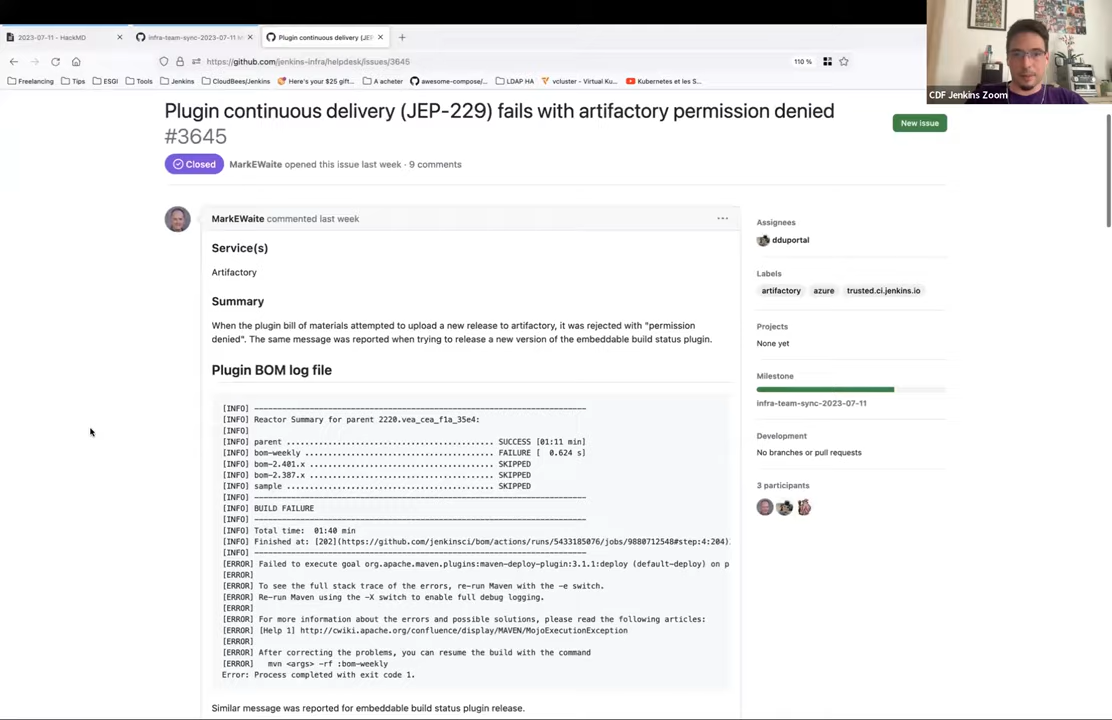 2023-07-11 - HackMD
infra-team-sync-2023-07-11 M
Plugin continuous delivery (JEP-
https://github.com/jenkins-infra/helpdesk/issues/3645
110 %
Freelancing
Tips
ESGI
Tools
Jenkins
CloudBees/Jenkins
Here's your $25 gift...
A acheter
awesome-compose/...
LDAP HA
vcluster - Virtual Ku...
Kubernetes et les S...
CDF Jenkins Zoom
Plugin continuous delivery (JEP-229) fails with artifactory permission denied
#3645
New issue
Closed
MarkEWaite opened this issue last week · 9 comments
MarkEWaite commented last week
Service(s)
Artifactory
Summary
When the plugin bill of materials attempted to upload a new release to artifactory, it was rejected with "permission
denied". The same message was reported when trying to release a new version of the embeddable build status plugin.
Plugin BOM log file
[INFO] ------------------------------------------------------------------------
[INFO] Reactor Summary for parent 2220.vea_cea_f1a_35e4:
[INFO]
[INFO] parent ............................................. SUCCESS [01:11 min]
[INFO] bom-weekly ......................................... FAILURE [  0.624 s]
[INFO] bom-2.401.x ........................................ SKIPPED
[INFO] bom-2.387.x ........................................ SKIPPED
[INFO] sample ............................................. SKIPPED
[INFO] ------------------------------------------------------------------------
[INFO] BUILD FAILURE
[INFO] ------------------------------------------------------------------------
[INFO] Total time:  01:40 min
[INFO] Finished at: [202](https://github.com/jenkinsci/bom/actions/runs/5433185076/jobs/9880712548#step:4:204)
[INFO] ------------------------------------------------------------------------
[ERROR] Failed to execute goal org.apache.maven.plugins:maven-deploy-plugin:3.1.1:deploy (default-deploy) on p
[ERROR]
[ERROR] To see the full stack trace of the errors, re-run Maven with the -e switch.
[ERROR] Re-run Maven using the -X switch to enable full debug logging.
[ERROR]
[ERROR] For more information about the errors and possible solutions, please read the following articles:
[ERROR] [Help 1] http://cwiki.apache.org/confluence/display/MAVEN/MojoExecutionException
[ERROR]
[ERROR] After correcting the problems, you can resume the build with the command
[ERROR]   mvn <args> -rf :bom-weekly
Error: Process completed with exit code 1.
Similar message was reported for embeddable build status plugin release.
Assignees
dduportal
Labels
artifactory
azure
trusted.ci.jenkins.io
Projects
None yet
Milestone
infra-team-sync-2023-07-11
Development
No branches or pull requests
3 participants